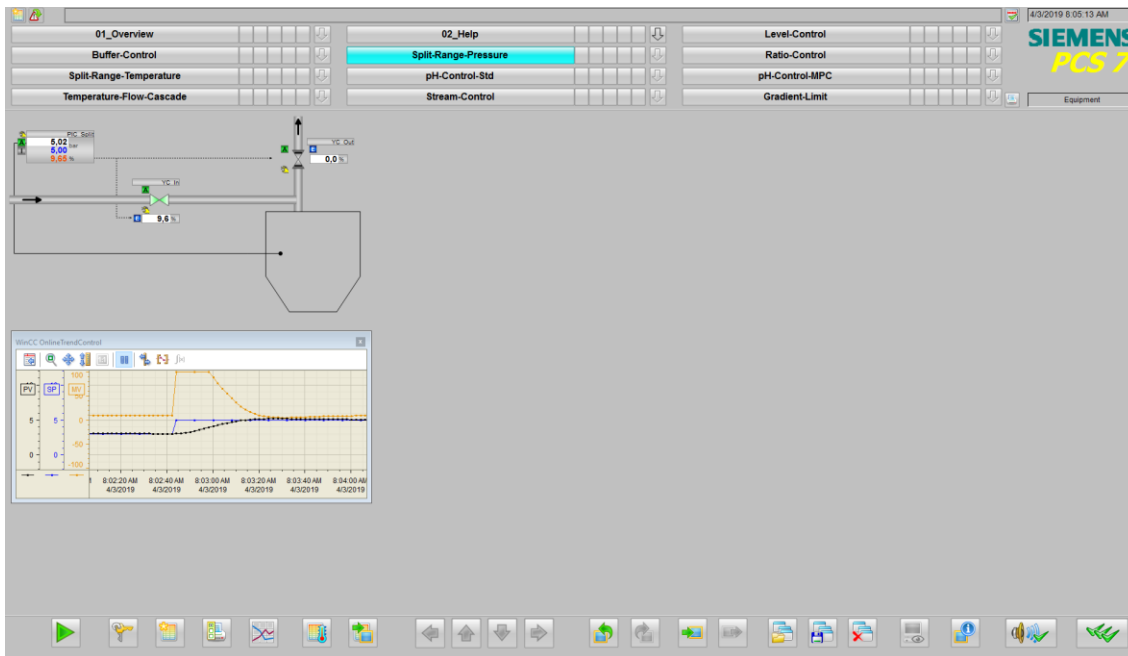 4/3/2019 8:05:13 AM
01_Overview
02_Help
Level-Control
Buffer-Control
Split-Range-Pressure
Ratio-Control
Split-Range-Temperature
pH-Control-Std
pH-Control-MPC
Temperature-Flow-Cascade
Stream-Control
Gradient-Limit
SIEMENS
PCS 7
Equipment
PIC_Split
A
5,02
bar
5,00
9,65 %
YC_Out
A
0,0 %
YC_In
A
9,6 %
WinCC OnlineTrendControl
PV
SP
MV
100
50
5
5
0
-50
0
0
-100
8:02:20 AM 8:02:40 AM 8:03:00 AM 8:03:20 AM 8:03:40 AM 8:04:00 AM
4/3/2019 4/3/2019 4/3/2019 4/3/2019 4/3/2019 4/3/2019